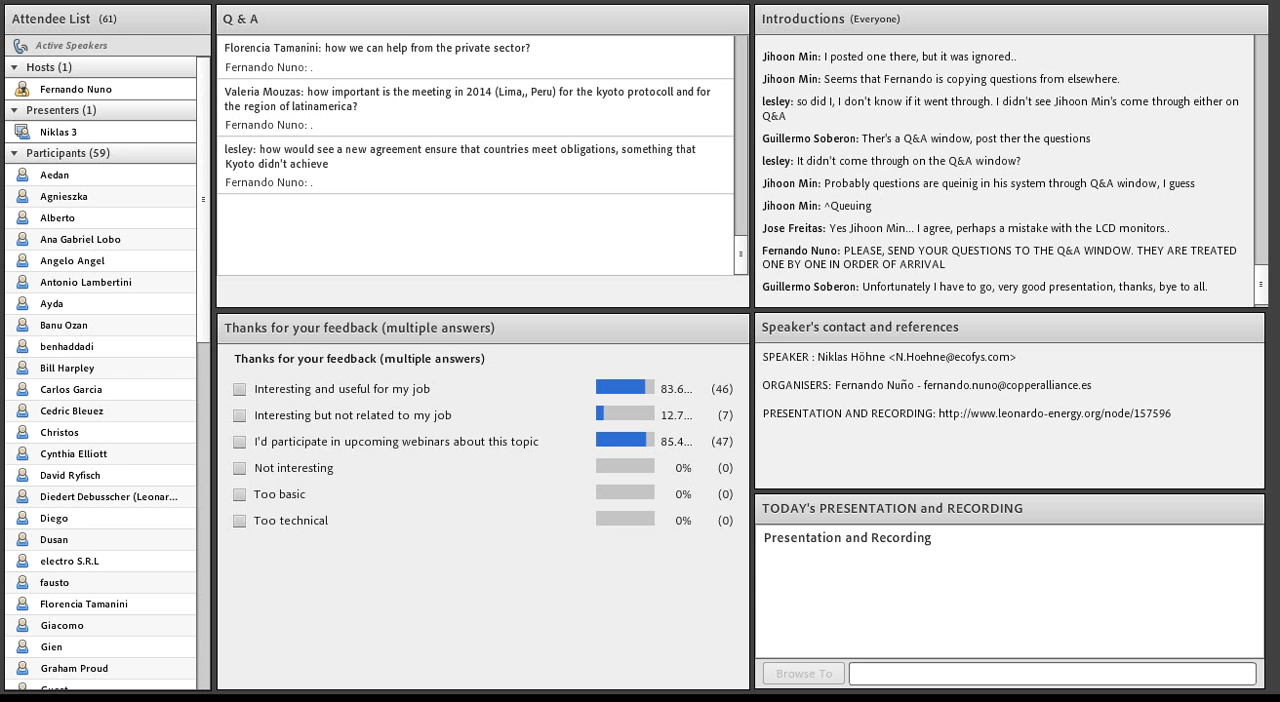 Attendee List (61)
Active Speakers
Hosts (1)
Fernando Nuno
Presenters (1)
Niklas 3
Participants (59)
Aedan
Agnieszka
Alberto
Ana Gabriel Lobo
Angelo Angel
Antonio Lambertini
Ayda
Banu Ozan
benhaddadi
Bill Harpley
Carlos Garcia
Cedric Bleuez
Christos
Cynthia Elliott
David Ryfisch
Diedert Debusscher (Leonar...
Diego
Dusan
electro S.R.L
fausto
Florencia Tamanini
Giacomo
Gien
Graham Proud
Q & A
Florencia Tamanini: how we can help from the private sector?
Fernando Nuno: .
Valeria Mouzas: how important is the meeting in 2014 (Lima,, Peru) for the kyoto protocoll and for
the region of latinamerica?
Fernando Nuno: .
lesley: how would see a new agreement ensure that countries meet obligations, something that
Kyoto didn't achieve
Fernando Nuno: .
Thanks for your feedback (multiple answers)
Thanks for your feedback (multiple answers)
Interesting and useful for my job 83.6... (46)
Interesting but not related to my job 12.7... (7)
I'd participate in upcoming webinars about this topic 85.4... (47)
Not interesting 0% (0)
Too basic 0% (0)
Too technical 0% (0)
Introductions (Everyone)
Jihoon Min: I posted one there, but it was ignored..
Jihoon Min: Seems that Fernando is copying questions from elsewhere.
lesley: so did I, I don't know if it went through. I didn't see Jihoon Min's come through either on
Q&A
Guillermo Soberon: Ther's a Q&A window, post ther the questions
lesley: It didn't come through on the Q&A window?
Jihoon Min: Probably questions are queinig in his system through Q&A window, I guess
Jihoon Min: ^Queuing
Jose Freitas: Yes Jihoon Min... I agree, perhaps a mistake with the LCD monitors..
Fernando Nuno: PLEASE, SEND YOUR QUESTIONS TO THE Q&A WINDOW. THEY ARE TREATED
ONE BY ONE IN ORDER OF ARRIVAL
Guillermo Soberon: Unfortunately I have to go, very good presentation, thanks, bye to all.
Speaker's contact and references
SPEAKER : Niklas Höhne <N.Hoehne@ecofys.com>
ORGANISERS: Fernando Nuño - fernando.nuno@copperalliance.es
PRESENTATION AND RECORDING: http://www.leonardo-energy.org/node/157596
TODAY's PRESENTATION and RECORDING
Presentation and Recording
Browse To